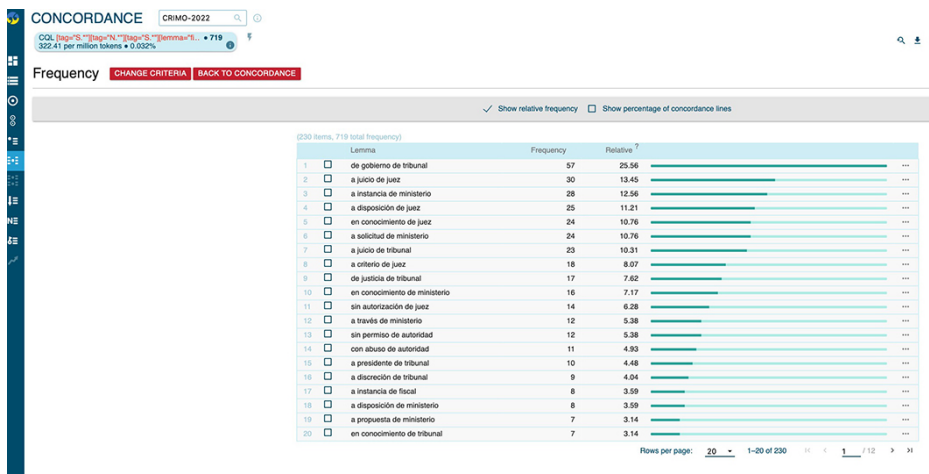 CONCORDANCE CRIMO-2022
CQL [tag="S.*"][tag="N.*"][tag="S.*"][lemma="fi... • 719
322.41 per million tokens • 0.032%
Frequency CHANGE CRITERIA BACK TO CONCORDANCE
Show relative frequency Show percentage of concordance lines
(230 items, 719 total frequency)
Lemma Frequency Relative ?
1 de gobierno de tribunal 57 25.56 ...
2 a juicio de juez 30 13.45 ...
3 a instancia de ministerio 28 12.56 ...
4 a disposición de juez 25 11.21 ...
5 en conocimiento de juez 24 10.76 ...
6 a solicitud de ministerio 24 10.76 ...
7 a juicio de tribunal 23 10.31 ...
8 a criterio de juez 18 8.07 ...
9 de justicia de tribunal 17 7.62 ...
10 en conocimiento de ministerio 16 7.17 ...
11 sin autorización de juez 14 6.28 ...
12 a través de ministerio 12 5.38 ...
13 sin permiso de autoridad 12 5.38 ...
14 con abuso de autoridad 11 4.93 ...
15 a presidente de tribunal 10 4.48 ...
16 a discreción de tribunal 9 4.04 ...
17 a instancia de fiscal 8 3.59 ...
18 a disposición de ministerio 8 3.59 ...
19 a propuesta de ministerio 7 3.14 ...
20 en conocimiento de tribunal 7 3.14 ...
Rows per page: 20 1–20 of 230 1 / 12